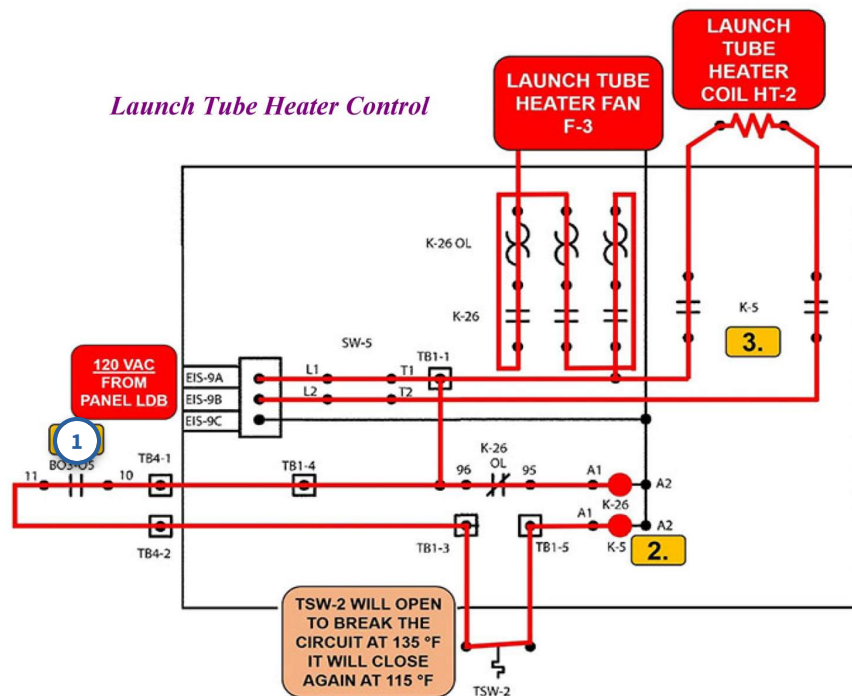 LAUNCH
TUBE
HEATER
COIL HT-2
LAUNCH TUBE
HEATER FAN
F-3
Launch Tube Heater Control
K-26 OL
K-26
K-5
3.
SW-5
TB1-1
120 VAC
FROM
PANEL LDB
EIS-9A
L1
T1
EIS-9B
L2
T2
EIS-9C
1
BO3-O5
11
10
TB4-1
TB1-4
96
K-26
OL
95
A1
A2
K-26
TB4-2
TB1-3
TB1-5
A1
K-5
A2
2.
TSW-2 WILL OPEN
TO BREAK THE
CIRCUIT AT 135 °F
IT WILL CLOSE
AGAIN AT 115 °F
TSW-2